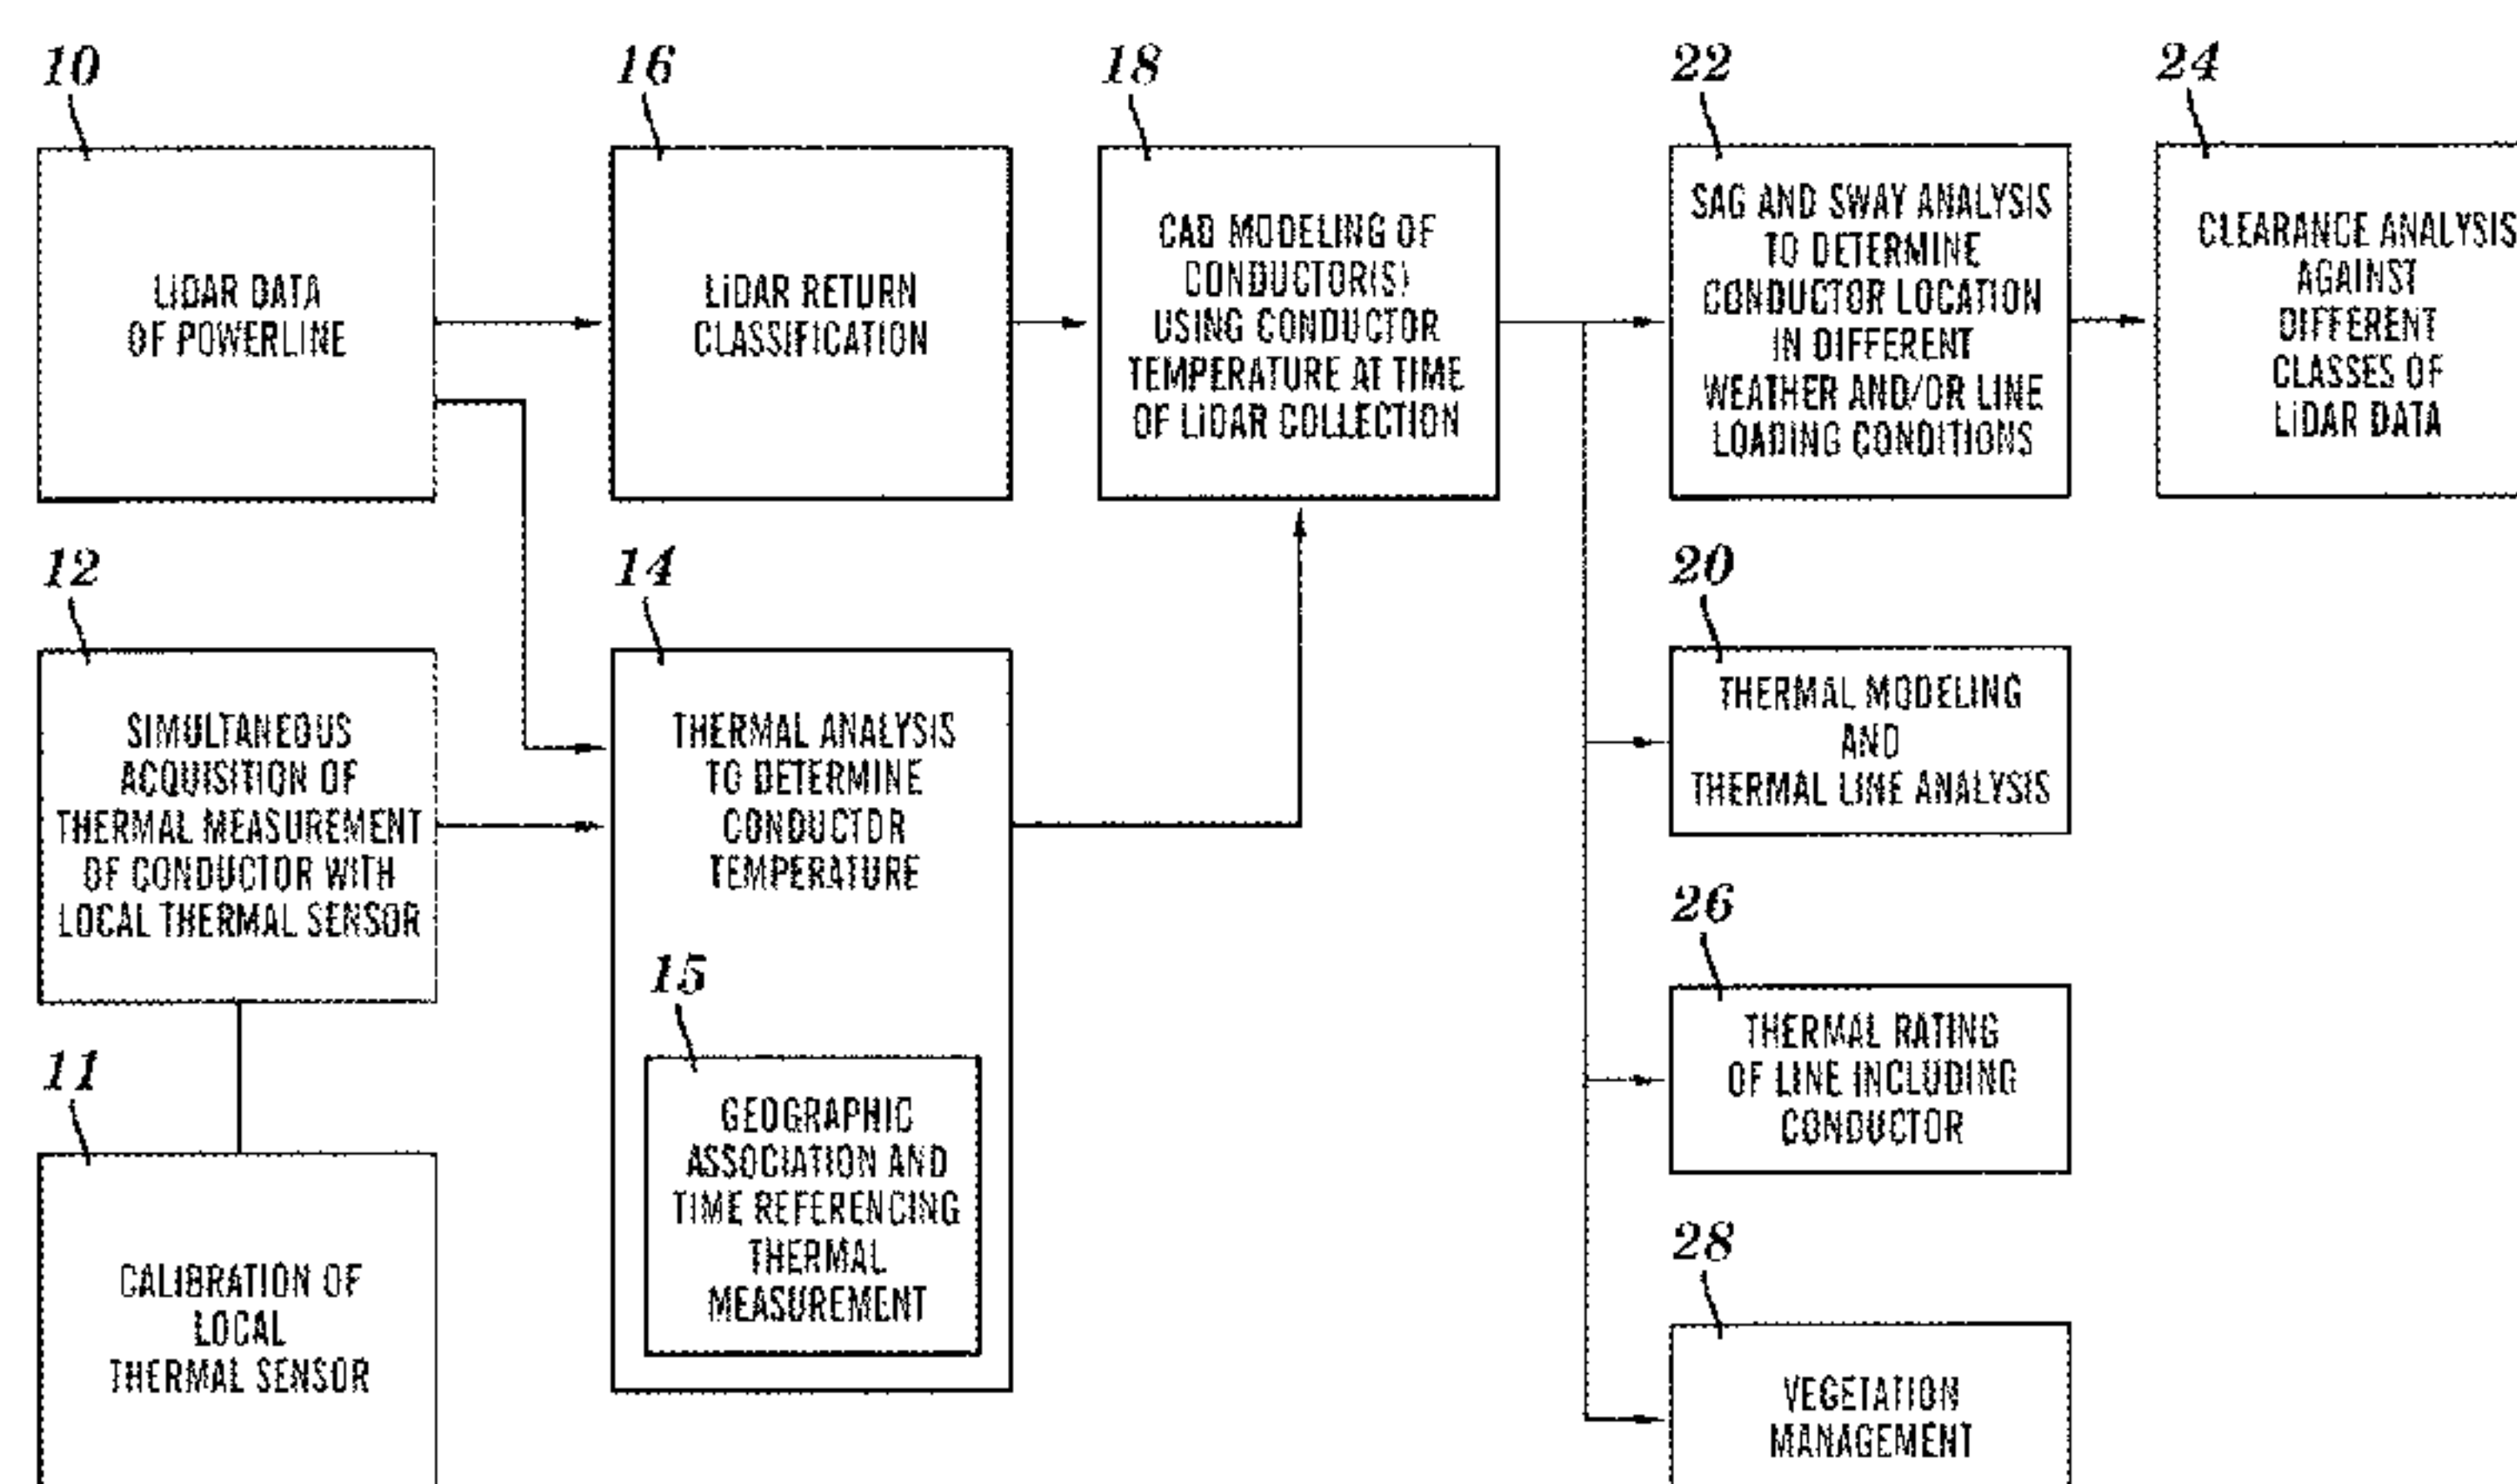 10
LiDAR DATA
OF POWERLINE
16
LiDAR RETURN
CLASSIFICATION
18
CAD MODELING OF
CONDUCTOR(S)
USING CONDUCTOR
TEMPERATURE AT TIME
OF LiDAR COLLECTION
22
SAG AND SWAY ANALYSIS
TO DETERMINE
CONDUCTOR LOCATION
IN DIFFERENT
WEATHER AND/OR LINE
LOADING CONDITIONS
24
CLEARANCE ANALYSIS
AGAINST
DIFFERENT
CLASSES OF
LiDAR DATA
12
SIMULTANEOUS
ACQUISITION OF
THERMAL MEASUREMENT
OF CONDUCTOR WITH
LOCAL THERMAL SENSOR
14
THERMAL ANALYSIS
TO DETERMINE
CONDUCTOR
TEMPERATURE
15
GEOGRAPHIC
ASSOCIATION AND
TIME REFERENCING
THERMAL
MEASUREMENT
20
THERMAL MODELING
AND
THERMAL LINE ANALYSIS
26
THERMAL RATING
OF LINE INCLUDING
CONDUCTOR
11
CALIBRATION OF
LOCAL
THERMAL SENSOR
28
VEGETATION
MANAGEMENT